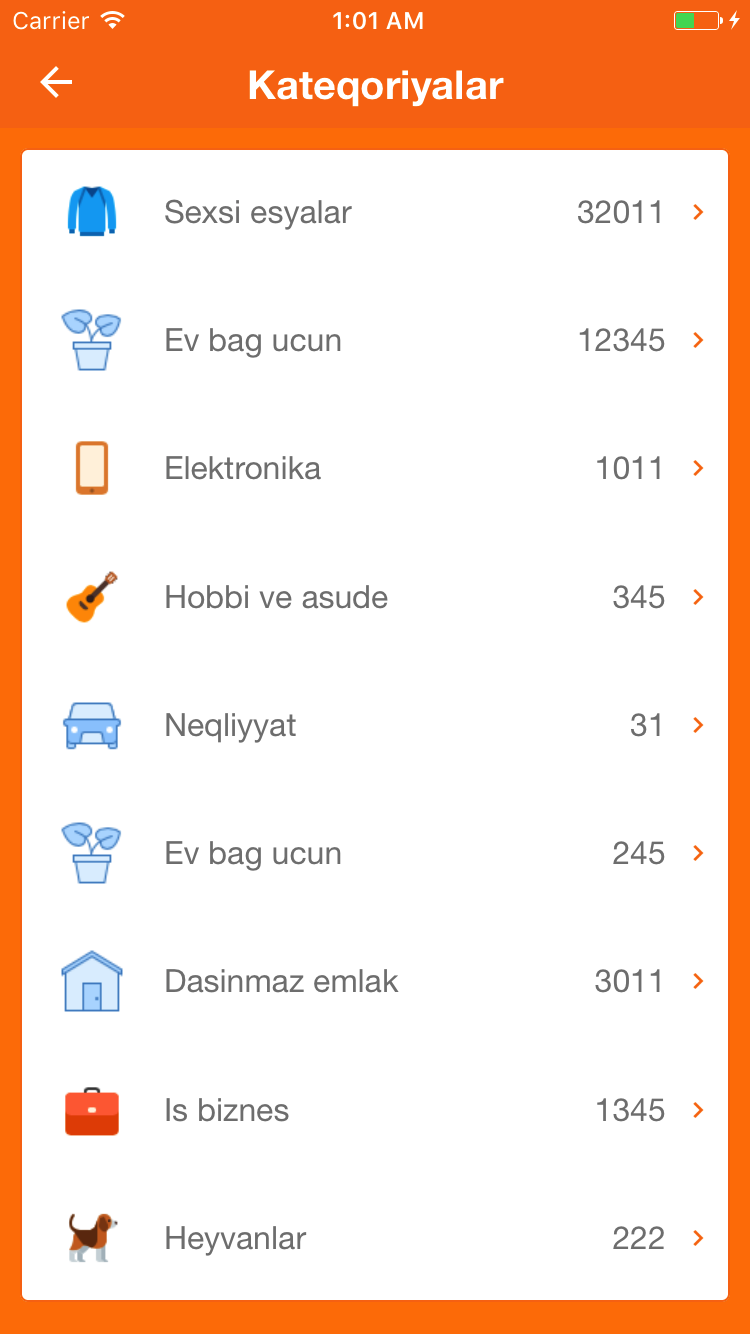 Carrier 1:01 AM
Kateqoriyalar
Sexsi esyalar 32011
Ev bag ucun 12345
Elektronika 1011
Hobbi ve asude 345
Neqliyyat 31
Ev bag ucun 245
Dasinmaz emlak 3011
Is biznes 1345
Heyvanlar 222